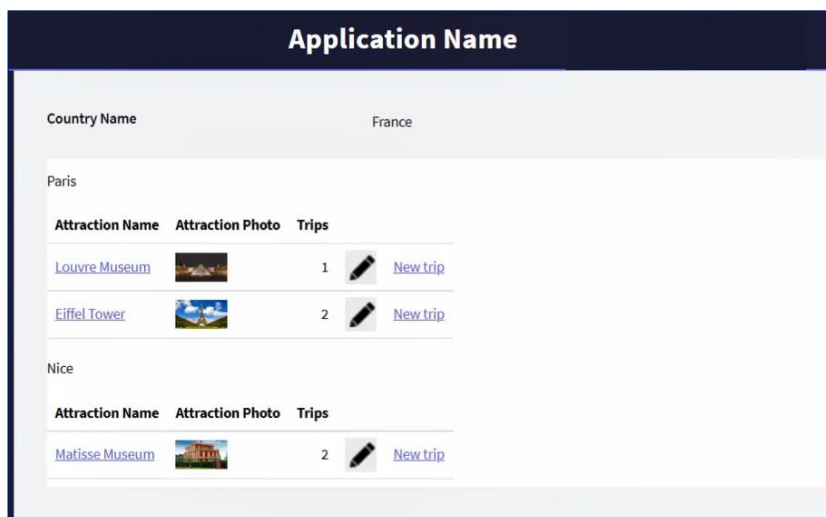 Application Name
Country Name France
Paris
Attraction Name Attraction Photo Trips
Louvre Museum 1 New trip
Eiffel Tower 2 New trip
Nice
Attraction Name Attraction Photo Trips
Matisse Museum 2 New trip